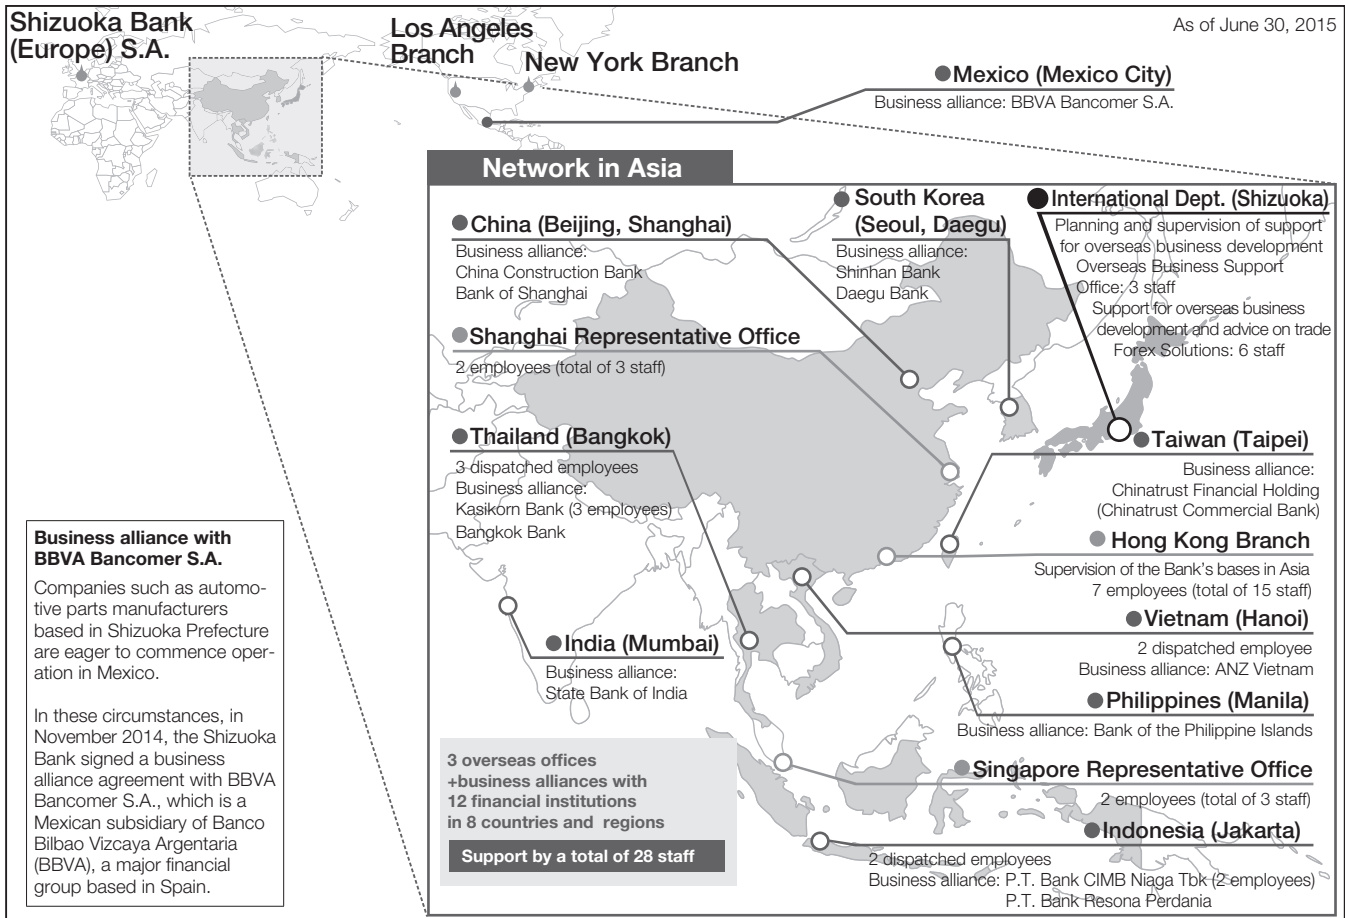 Shizuoka Bank
(Europe) S.A.
Los Angeles
Branch
New York Branch
As of June 30, 2015
Mexico (Mexico City)
Business alliance: BBVA Bancomer S.A.
Network in Asia
China (Beijing, Shanghai)
Business alliance:
China Construction Bank
Bank of Shanghai
South Korea
(Seoul, Daegu)
Business alliance:
Shinhan Bank
Daegu Bank
International Dept. (Shizuoka)
Planning and supervision of support
for overseas business development
Overseas Business Support
Office: 3 staff
Support for overseas business
development and advice on trade
Forex Solutions: 6 staff
Shanghai Representative Office
2 employees (total of 3 staff)
Thailand (Bangkok)
3 dispatched employees
Business alliance:
Kasikorn Bank (3 employees)
Bangkok Bank
Taiwan (Taipei)
Business alliance:
Chinatrust Financial Holding
(Chinatrust Commercial Bank)
Hong Kong Branch
Supervision of the Bank's bases in Asia
7 employees (total of 15 staff)
India (Mumbai)
Business alliance:
State Bank of India
Vietnam (Hanoi)
2 dispatched employee
Business alliance: ANZ Vietnam
Philippines (Manila)
Business alliance: Bank of the Philippine Islands
Singapore Representative Office
2 employees (total of 3 staff)
Indonesia (Jakarta)
2 dispatched employees
Business alliance: P.T. Bank CIMB Niaga Tbk (2 employees)
P.T. Bank Resona Perdania
3 overseas offices
+business alliances with
12 financial institutions
in 8 countries and regions
Support by a total of 28 staff
Business alliance with
BBVA Bancomer S.A.
Companies such as automo-
tive parts manufacturers
based in Shizuoka Prefecture
are eager to commence oper-
ation in Mexico.
In these circumstances, in
November 2014, the Shizuoka
Bank signed a business
alliance agreement with BBVA
Bancomer S.A., which is a
Mexican subsidiary of Banco
Bilbao Vizcaya Argentaria
(BBVA), a major financial
group based in Spain.